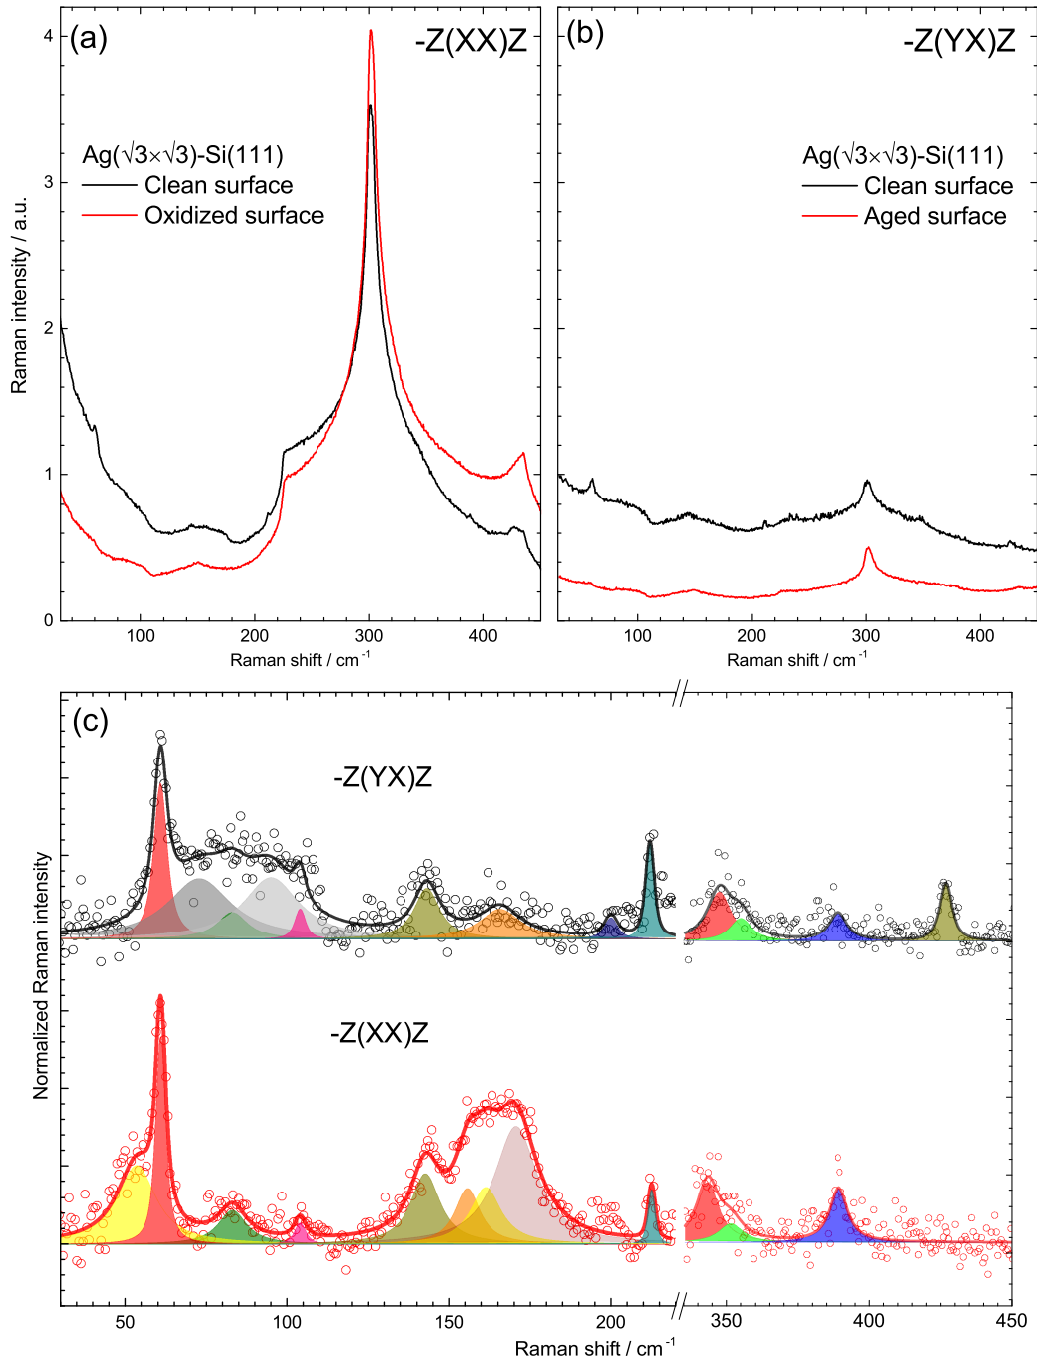 (a)
-Z(XX)Z
Ag(√3×√3)-Si(111)
Clean surface
Oxidized surface
Raman intensity / a.u.
4
3
2
1
0
100
200
300
400
Raman shift / cm⁻¹
(b)
-Z(YX)Z
Ag(√3×√3)-Si(111)
Clean surface
Aged surface
100
200
300
400
Raman shift / cm⁻¹
(c)
-Z(YX)Z
-Z(XX)Z
Normalized Raman intensity
50
100
150
200
350
400
450
Raman shift / cm⁻¹